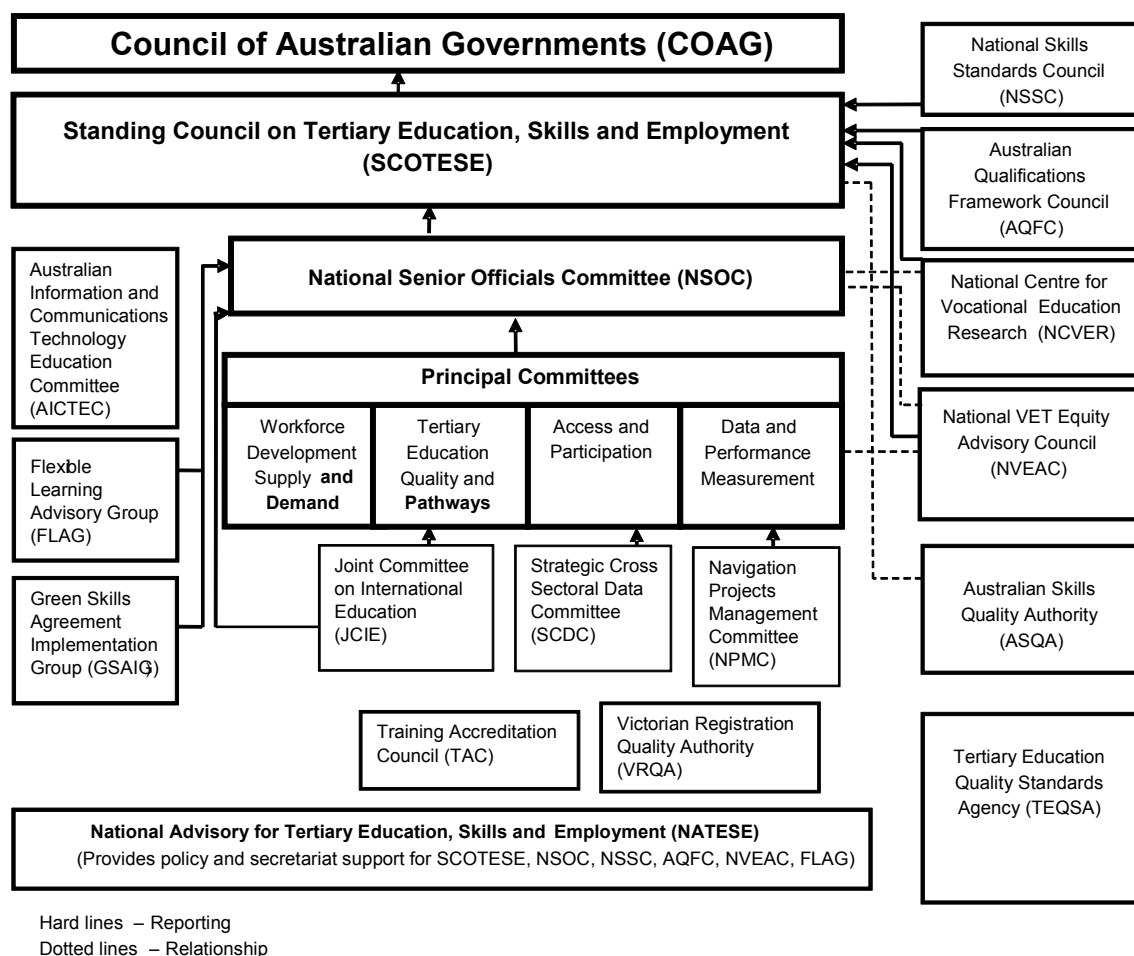 Council of Australian Governments (COAG)
Standing Council on Tertiary Education, Skills and Employment
(SCOTESE)
National Senior Officials Committee (NSOC)
Principal Committees
Workforce
Development
Supply and
Demand
Tertiary
Education
Quality and
Pathways
Access and
Participation
Data and
Performance
Measurement
Australian
Information and
Communications
Technology
Education
Committee
(AICTEC)
Flexible
Learning
Advisory Group
(FLAG)
Green Skills
Agreement
Implementation
Group (GSAIG)
Joint Committee
on International
Education
(JCIE)
Strategic Cross
Sectoral Data
Committee
(SCDC)
Navigation
Projects
Management
Committee
(NPMC)
Training Accreditation
Council (TAC)
Victorian Registration
Quality Authority
(VRQA)
National Skills
Standards Council
(NSSC)
Australian
Qualifications
Framework Council
(AQFC)
National Centre for
Vocational Education
Research (NCVER)
National VET Equity
Advisory Council
(NVEAC)
Australian Skills
Quality Authority
(ASQA)
Tertiary Education
Quality Standards
Agency (TEQSA)
National Advisory for Tertiary Education, Skills and Employment (NATESE)
(Provides policy and secretariat support for SCOTESE, NSOC, NSSC, AQFC, NVEAC, FLAG)
Hard lines – Reporting
Dotted lines – Relationship